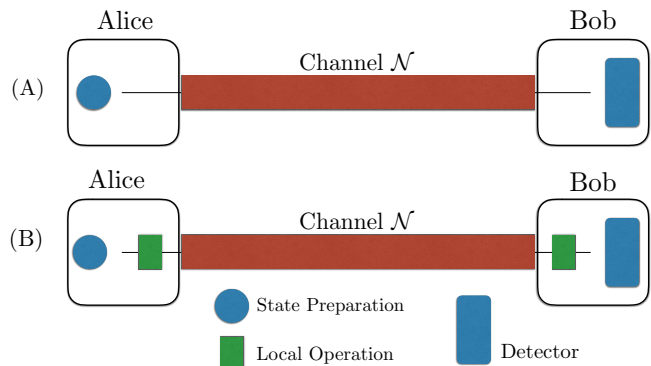 Alice
Bob
(A)
Channel 𝒩
Alice
Bob
(B)
Channel 𝒩
State Preparation
Local Operation
Detector